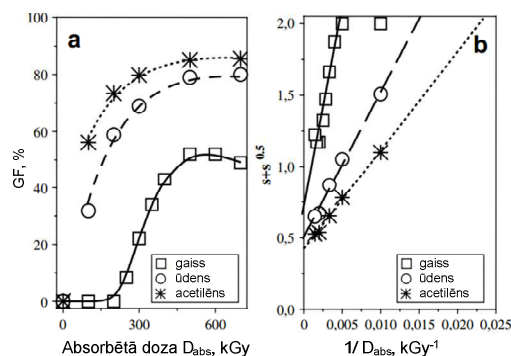 a
GF, %
100
80
60
40
20
0
0
300
600
gaiss
ūdens
acetilēns
Absorbētā doza Dabs, kGy
b
s+s^0.5
2,0
1,5
1,0
0,5
0,0
0,000
0,005
0,010
0,015
0,020
0,025
gaiss
ūdens
acetilēns
1/ Dabs, kGy⁻¹